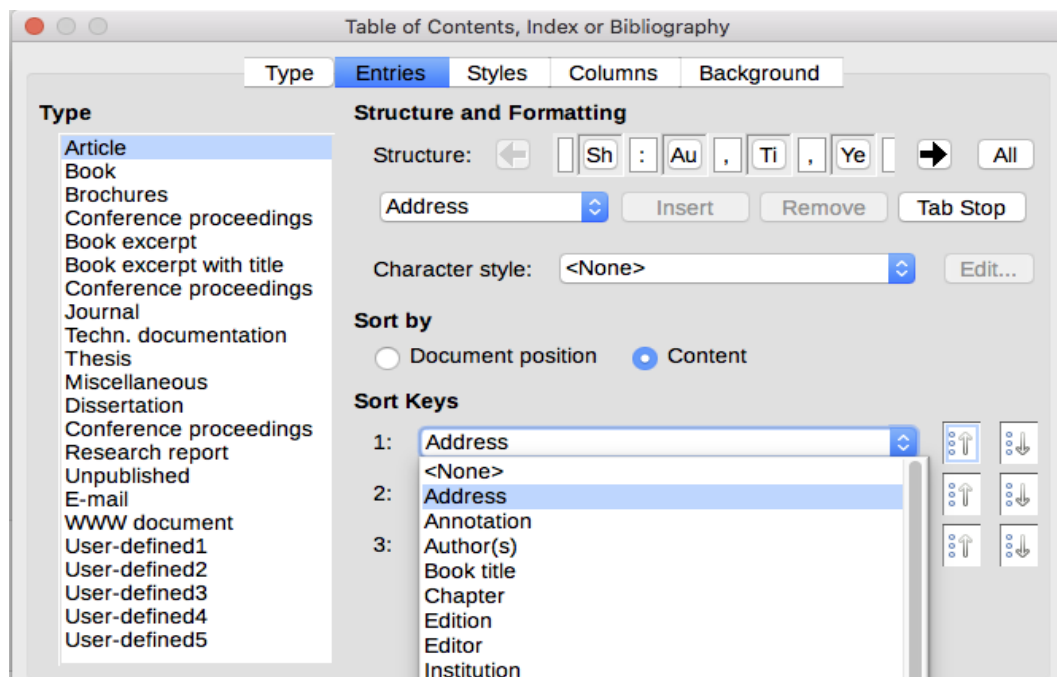 Table of Contents, Index or Bibliography
Type Entries Styles Columns Background
Type
Article
Book
Brochures
Conference proceedings
Book excerpt
Book excerpt with title
Conference proceedings
Journal
Techn. documentation
Thesis
Miscellaneous
Dissertation
Conference proceedings
Research report
Unpublished
E-mail
WWW document
User-defined1
User-defined2
User-defined3
User-defined4
User-defined5
Structure and Formatting
Structure: Sh : Au , Ti , Ye All
Address Insert Remove Tab Stop
Character style: <None> Edit...
Sort by
Document position Content
Sort Keys
1: Address
<None>
2: Address
Annotation
3: Author(s)
Book title
Chapter
Edition
Editor
Institution